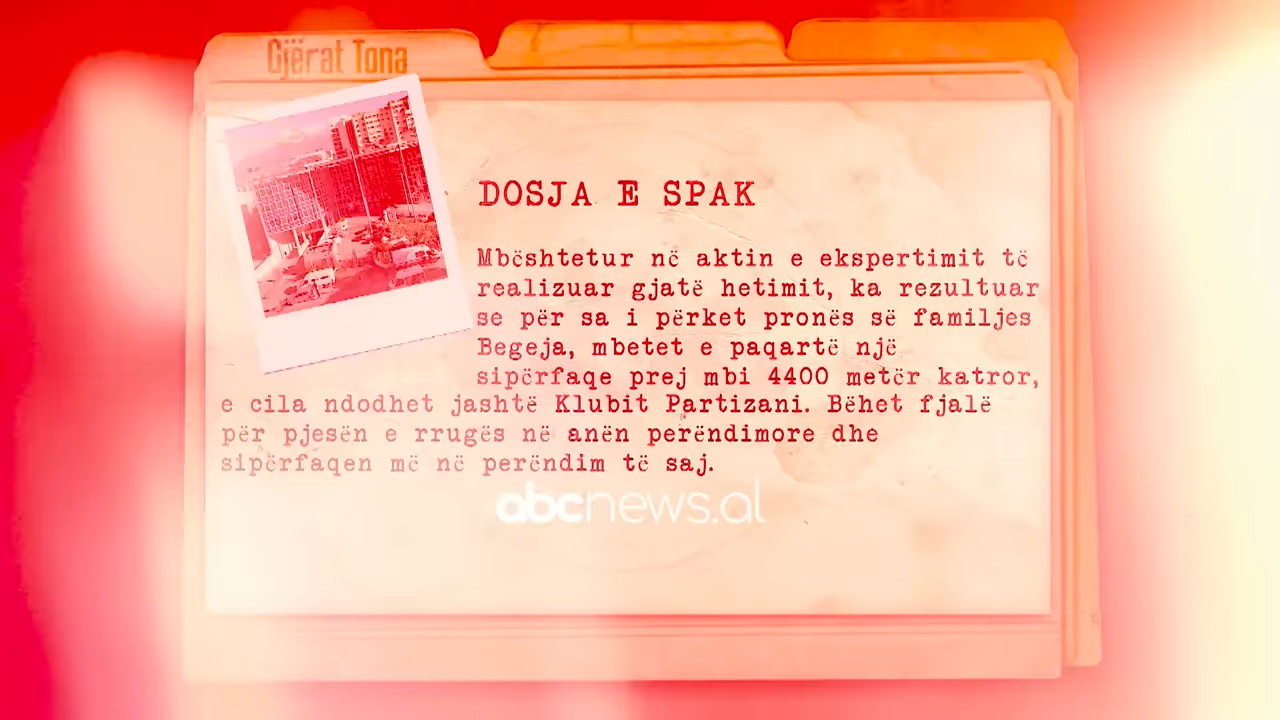 Gjërat Tona
DOSJA E SPAK
Mbështetur në aktin e ekspertimit të
realizuar gjatë hetimit, ka rezultuar
se për sa i përket pronës së familjes
Begeja, mbetet e paqartë një
sipërfaqe prej mbi 4400 metër katror,
e cila ndodhet jashtë Klubit Partizani. Bëhet fjalë
për pjesën e rrugës në anën perëndimore dhe
sipërfaqen më në perëndim të saj.
abcnews.al